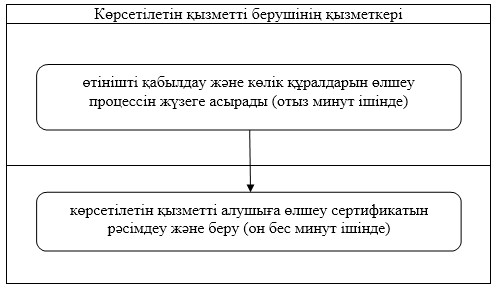 Көрсетілетін қызметті берушінің қызметкері
өтінішті қабылдау және көлік құралдарын өлшеу
процессін жүзеге асырады (отыз минут ішінде)
көрсетілетін қызметті алушыға өлшеу сертификатын
рәсімдеу және беру (он бес минут ішінде)